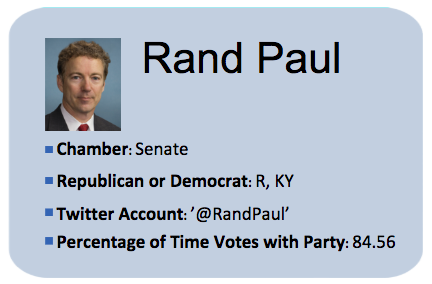 Rand Paul
Chamber: Senate
Republican or Democrat: R, KY
Twitter Account: ’@RandPaul’
Percentage of Time Votes with Party: 84.56